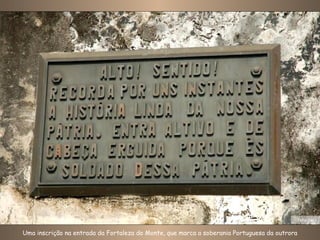 ALTO! SENTIDO!
RECORDA POR UNS INSTANTES
A HISTÓRIA LINDA DA NOSSA
PÁTRIA. ENTRA ALTIVO E DE
CABEÇA ERGUIDA PORQUE ÉS
SOLDADO DESSA PÁTRIA.
Uma inscrição na entrada da Fortaleza do Monte, que marca a soberania Portuguesa da outrora